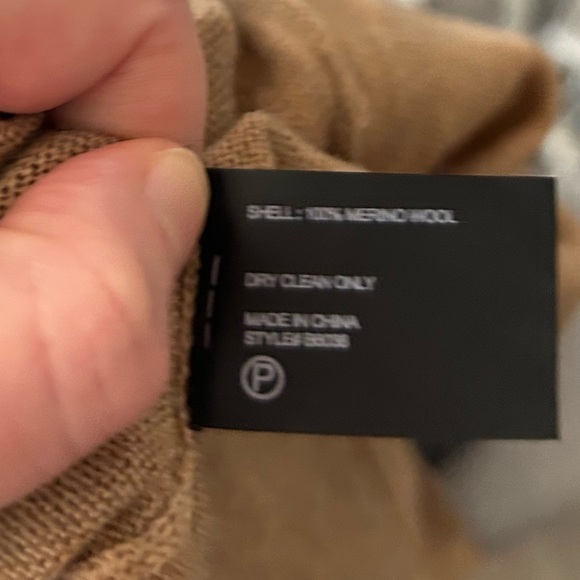 SHELL: 100% MERINO WOOL
DRY CLEAN ONLY
MADE IN CHINA
STYLE#
P